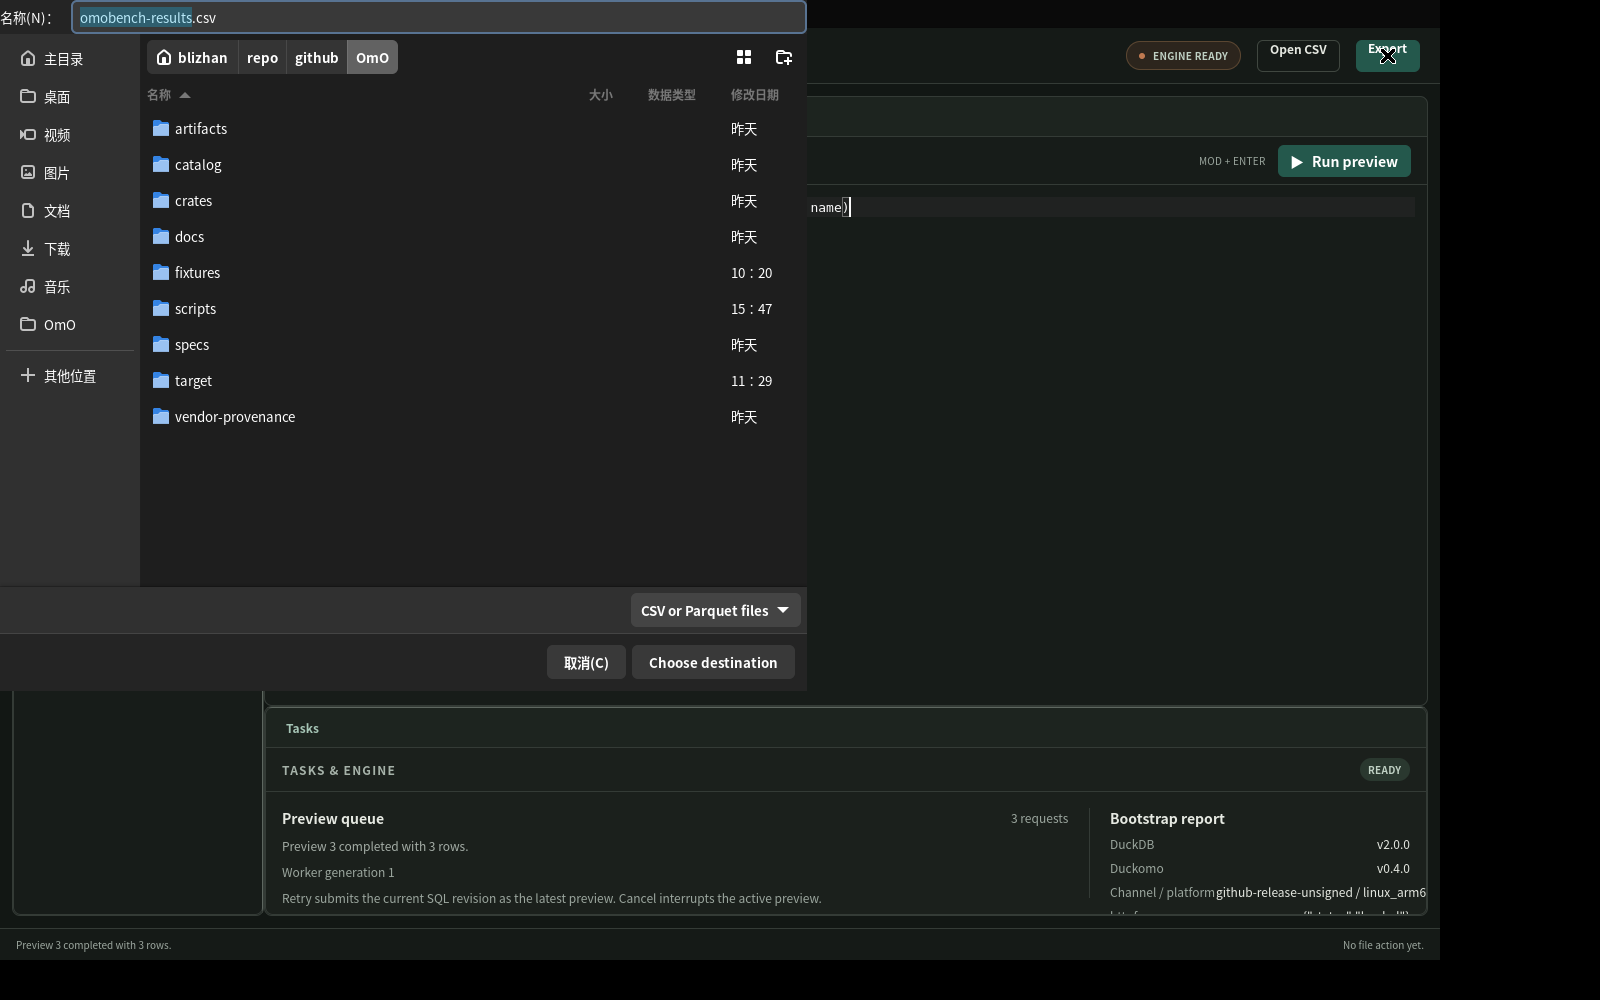 名称(N)： omobench-results.csv
主目录
桌面
视频
图片
文档
下载
音乐
OmO
其他位置
blizhan repo github OmO
名称 大小 数据类型 修改日期
artifacts 昨天
catalog 昨天
crates 昨天
docs 昨天
fixtures 10：20
scripts 15：47
specs 昨天
target 11：29
vendor-provenance 昨天
CSV or Parquet files
取消(C) Choose destination
ENGINE READY Open CSV Export
MOD + ENTER Run preview
name)
Tasks
TASKS & ENGINE READY
Preview queue 3 requests
Preview 3 completed with 3 rows.
Worker generation 1
Retry submits the current SQL revision as the latest preview. Cancel interrupts the active preview.
Bootstrap report
DuckDB v2.0.0
Duckomo v0.4.0
Channel / platform github-release-unsigned / linux_arm6
Preview 3 completed with 3 rows. No file action yet.